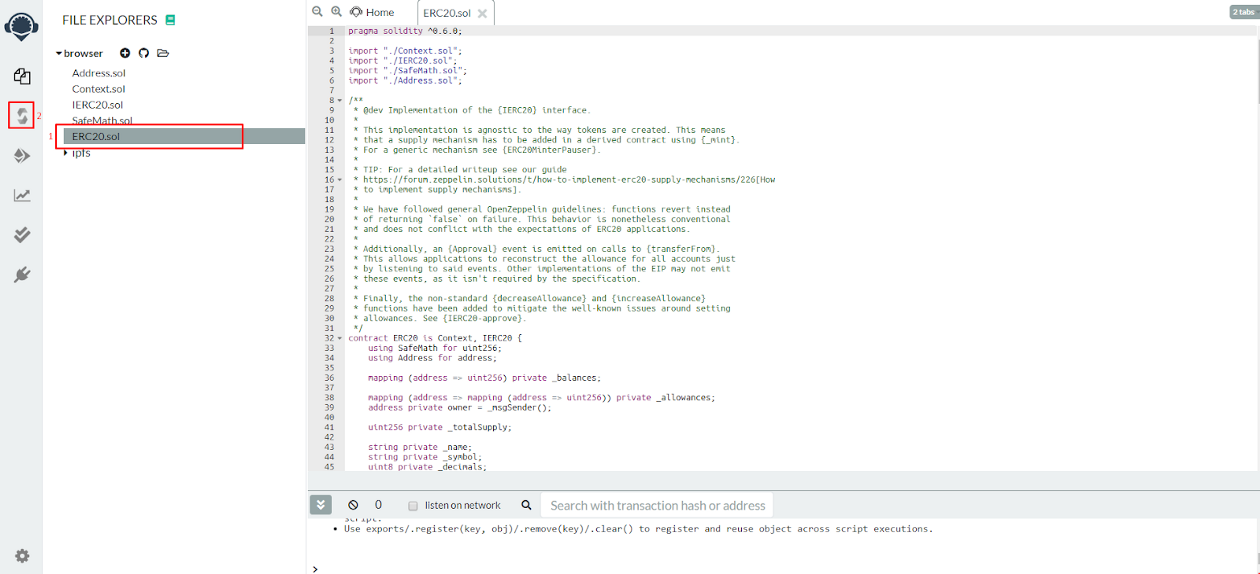 FILE EXPLORERS
browser
Address.sol
Context.sol
IERC20.sol
2
SafeMath.sol
1
ERC20.sol
ipfs
Home
ERC20.sol
2 tabs
1 pragma solidity ^0.6.0;
2
3 import "./Context.sol";
4 import "./IERC20.sol";
5 import "./SafeMath.sol";
6 import "./Address.sol";
7
8 /**
9 * @dev Implementation of the {IERC20} interface.
10 *
11 * This implementation is agnostic to the way tokens are created. This means
12 * that a supply mechanism has to be added in a derived contract using {_mint}.
13 * For a generic mechanism see {ERC20MinterPauser}.
14 *
15 * TIP: For a detailed writeup see our guide
16 * https://forum.zeppelin.solutions/t/how-to-implement-erc20-supply-mechanisms/226[How
17 * to implement supply mechanisms].
18 *
19 * We have followed general OpenZeppelin guidelines: functions revert instead
20 * of returning `false` on failure. This behavior is nonetheless conventional
21 * and does not conflict with the expectations of ERC20 applications.
22 *
23 * Additionally, an {Approval} event is emitted on calls to {transferFrom}.
24 * This allows applications to reconstruct the allowance for all accounts just
25 * by listening to said events. Other implementations of the EIP may not emit
26 * these events, as it isn't required by the specification.
27 *
28 * Finally, the non-standard {decreaseAllowance} and {increaseAllowance}
29 * functions have been added to mitigate the well-known issues around setting
30 * allowances. See {IERC20-approve}.
31 */
32 contract ERC20 is Context, IERC20 {
33 using SafeMath for uint256;
34 using Address for address;
35
36 mapping (address => uint256) private _balances;
37
38 mapping (address => mapping (address => uint256)) private _allowances;
39 address private owner = _msgSender();
40
41 uint256 private _totalSupply;
42
43 string private _name;
44 string private _symbol;
45 uint8 private _decimals;
0
listen on network
Search with transaction hash or address
script.
• Use exports/.register(key, obj)/.remove(key)/.clear() to register and reuse object across script executions.
>